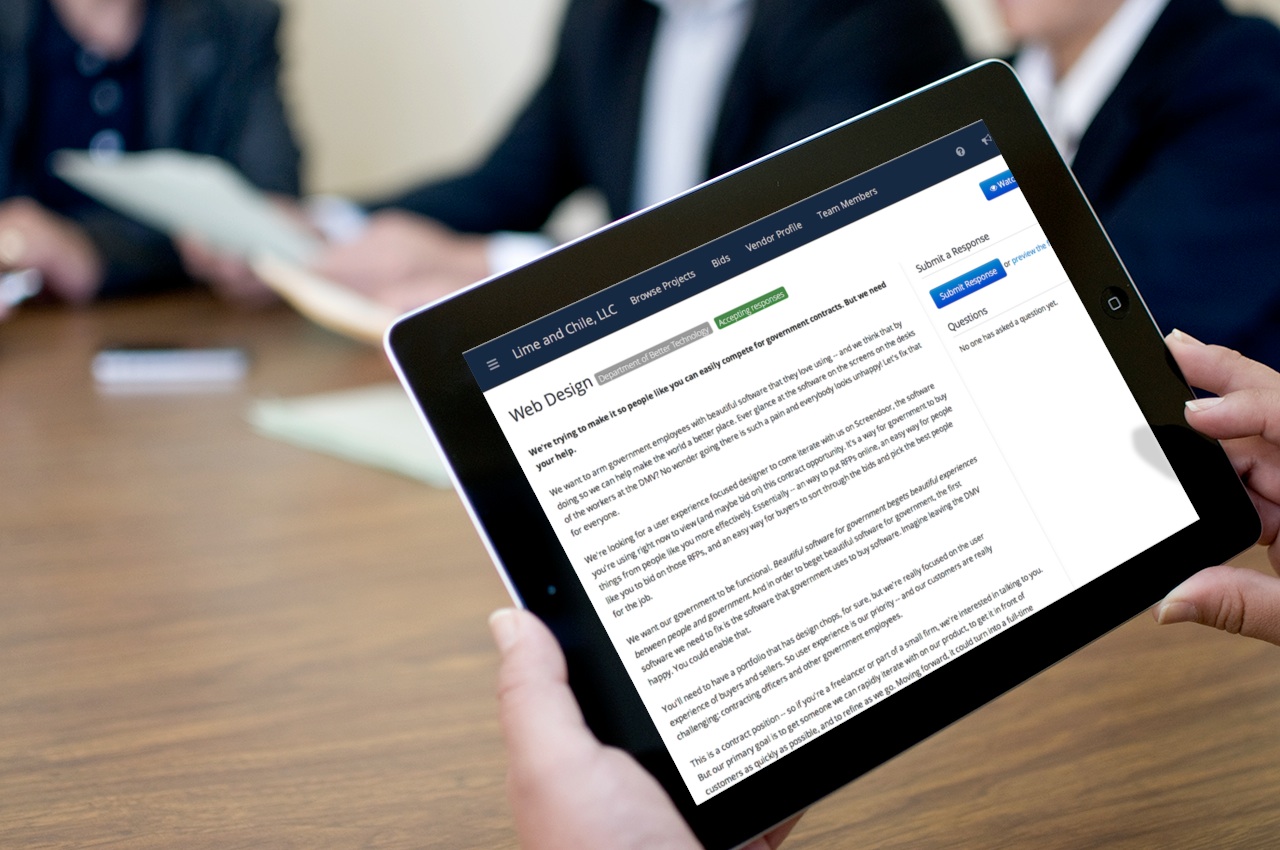 Lime and Chile, LLC Browse Projects Bids Vendor Profile Team Members
Web Design Department of Better Technology Accepting responses
We're trying to make it so people like you can easily compete for government contracts. But we need
your help.
We want to arm government employees with beautiful software that they love using -- and we think that by
doing so we can help make the world a better place. Ever glance at the software on the screens on the desks
of the workers at the DMV? No wonder going there is such a pain and everybody looks unhappy! Let's fix that
for everyone.
We're looking for a user experience focused designer to come iterate with us on Screendoor, the software
you're using right now to view (and maybe bid on) this contract opportunity. It's a way for government to buy
things from people like you more effectively. Essentially -- an way to put RFPs online, an easy way for people
like you to bid on those RFPs, and an easy way for buyers to sort through the bids and pick the best people
for the job.
We want our government to be functional. Beautiful software for government begets beautiful experiences
between people and government. And in order to beget beautiful software for government, the first
software we need to fix is the software that government uses to buy software. Imagine leaving the DMV
happy. You could enable that.
You'll need to have a portfolio that has design chops, for sure, but we're really focused on the user
experience of buyers and sellers. So user experience is our priority -- and our customers are really
challenging: contracting officers and other government employees.
This is a contract position -- so if you're a freelancer or part of a small firm, we're interested in talking to you.
But our primary goal is to get someone we can rapidly iterate with on our product, to get it in front of
customers as quickly as possible, and to refine as we go. Moving forward, it could turn into a full-time
Watc
Submit a Response
Submit Response or preview the
Questions
No one has asked a question yet.